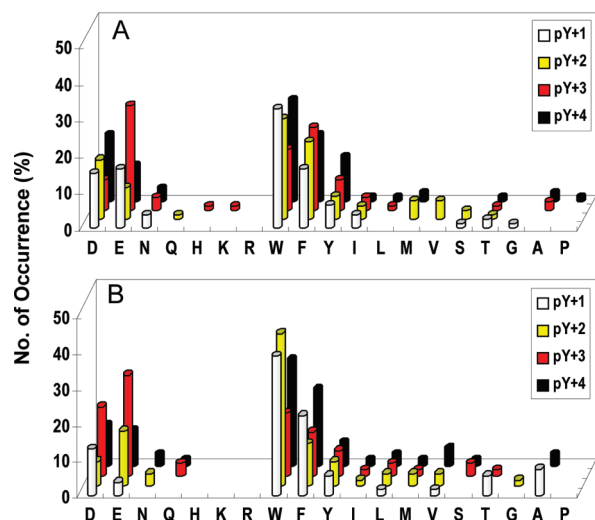 No. of Occurrence (%)
A
50
40
30
20
10
0
pY+1
pY+2
pY+3
pY+4
D E N Q H K R W F Y I L M V S T G A P
B
50
40
30
20
10
0
pY+1
pY+2
pY+3
pY+4
D E N Q H K R W F Y I L M V S T G A P